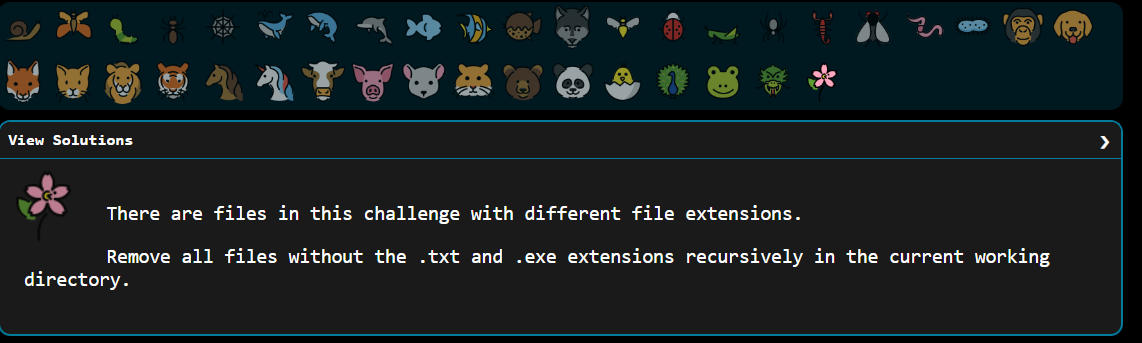 View Solutions
There are files in this challenge with different file extensions.
Remove all files without the .txt and .exe extensions recursively in the current working
directory.